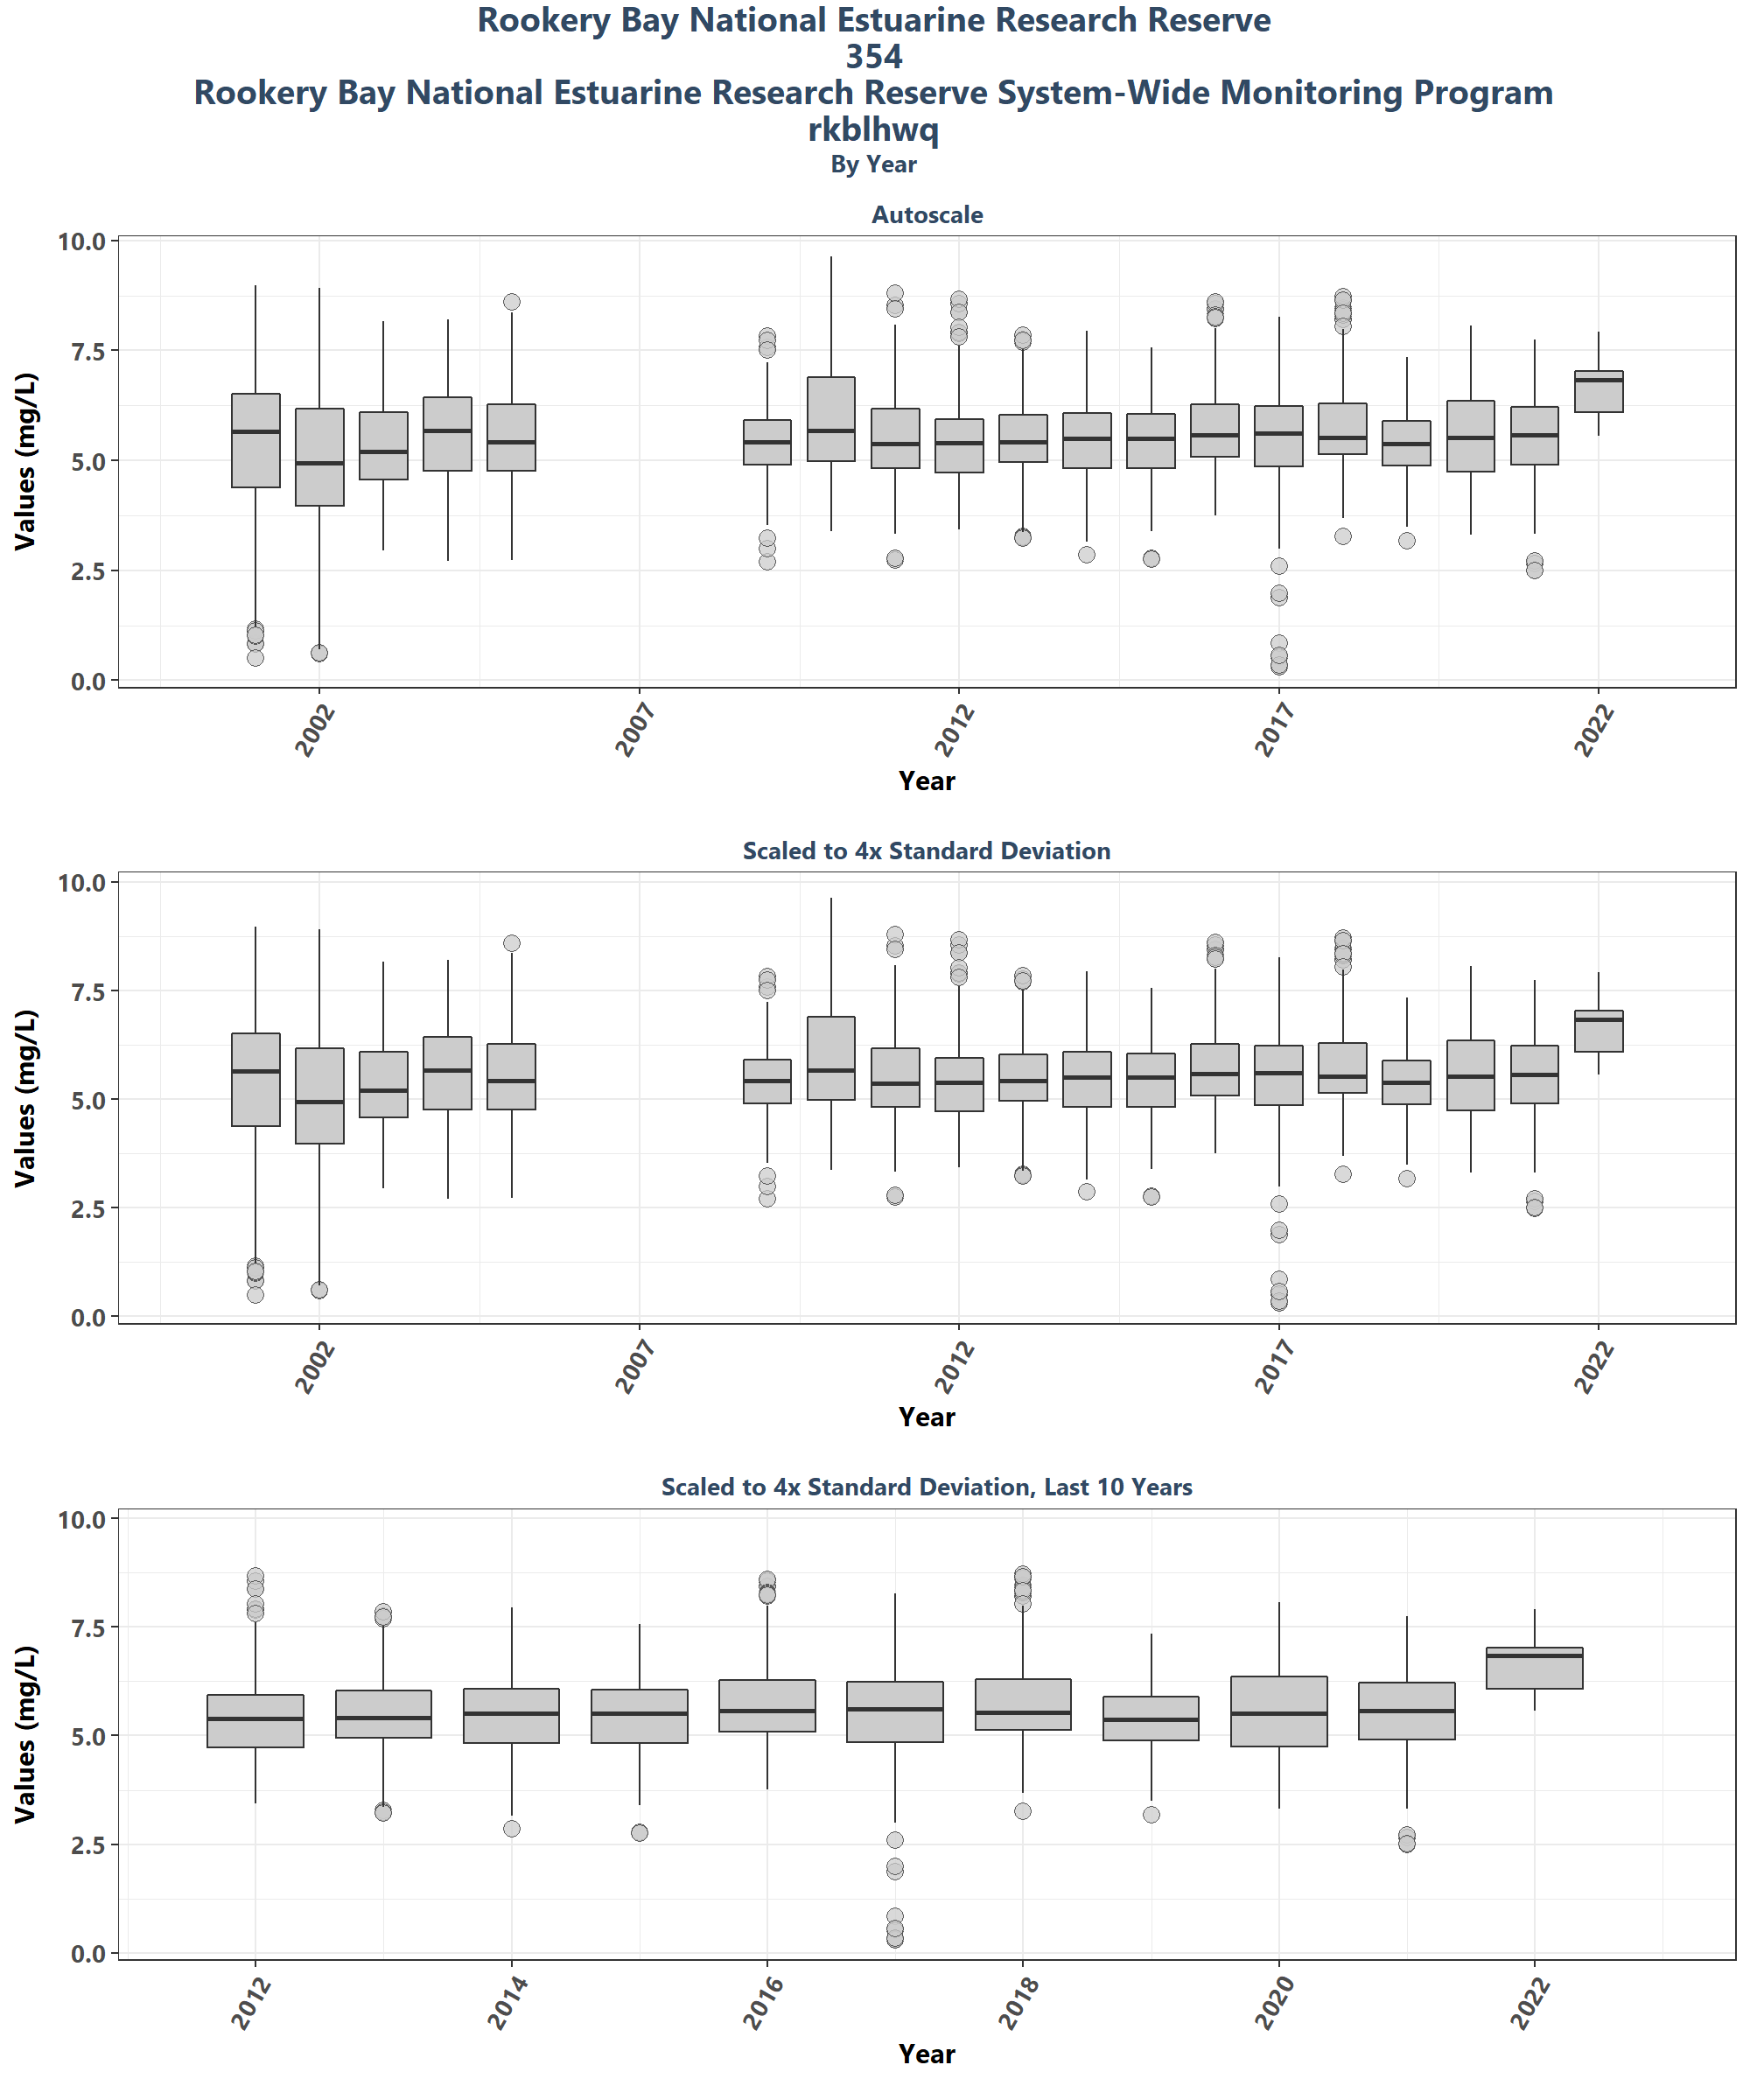 Rookery Bay National Estuarine Research Reserve
354
Rookery Bay National Estuarine Research Reserve System-Wide Monitoring Program
rkblhwq
By Year
Autoscale
Values (mg/L)
10.0
7.5
5.0
2.5
0.0
2002 2007 2012 2017 2022
Year
Scaled to 4x Standard Deviation
Values (mg/L)
10.0
7.5
5.0
2.5
0.0
2002 2007 2012 2017 2022
Year
Scaled to 4x Standard Deviation, Last 10 Years
Values (mg/L)
10.0
7.5
5.0
2.5
0.0
2012 2014 2016 2018 2020 2022
Year